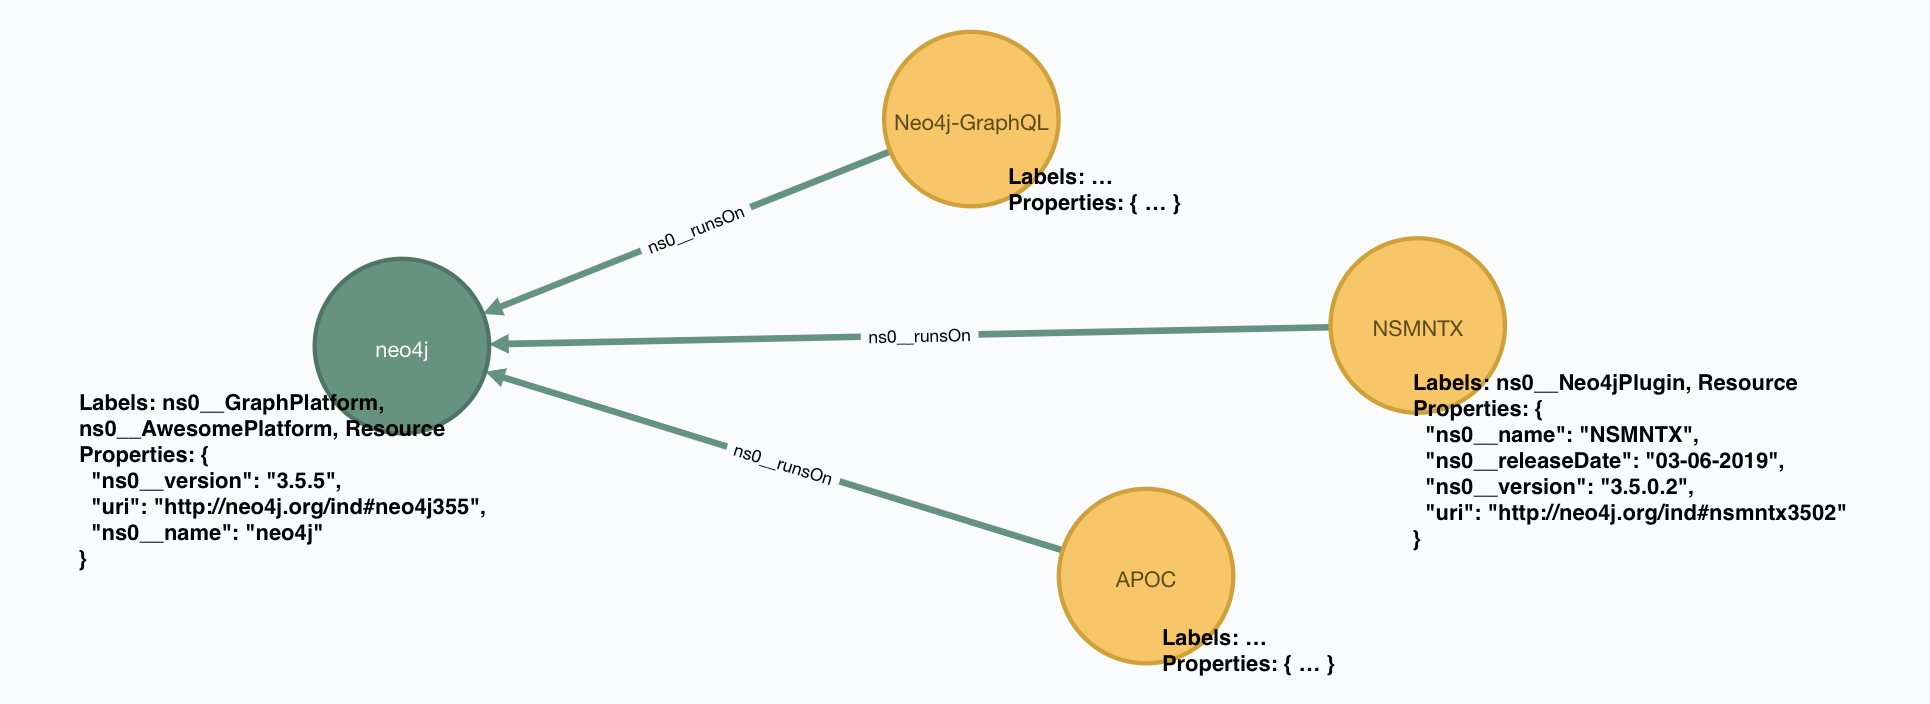 Neo4j-GraphQL
Labels: …
Properties: { … }
ns0__runsOn
neo4j
Labels: ns0__GraphPlatform,
ns0__AwesomePlatform, Resource
Properties: {
"ns0__version": "3.5.5",
"uri": "http://neo4j.org/ind#neo4j355",
"ns0__name": "neo4j"
}
ns0__runsOn
NSMNTX
Labels: ns0__Neo4jPlugin, Resource
Properties: {
"ns0__name": "NSMNTX",
"ns0__releaseDate": "03-06-2019",
"ns0__version": "3.5.0.2",
"uri": "http://neo4j.org/ind#nsmntx3502"
}
ns0__runsOn
APOC
Labels: …
Properties: { … }